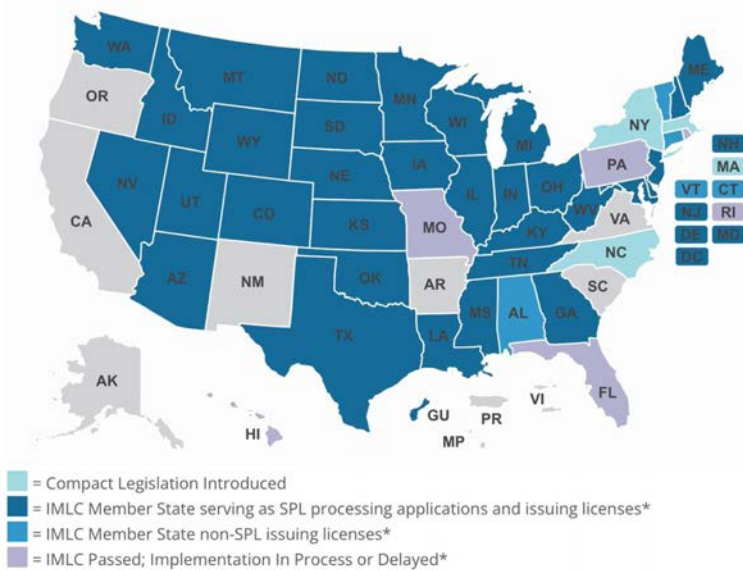 WA
MT
ND
MN
ME
OR
ID
SD
WI
MI
NY
WY
IA
NE
PA
NH
MA
VT CT
NJ RI
DE MD
DC
NV
UT
CO
IL
IN
OH
WV
VA
CA
KS
MO
KY
NC
AZ
NM
OK
AR
TN
SC
TX
LA
MS
AL
GA
AK
HI
GU
PR
VI
MP
FL
= Compact Legislation Introduced
= IMLC Member State serving as SPL processing applications and issuing licenses*
= IMLC Member State non-SPL issuing licenses*
= IMLC Passed; Implementation In Process or Delayed*